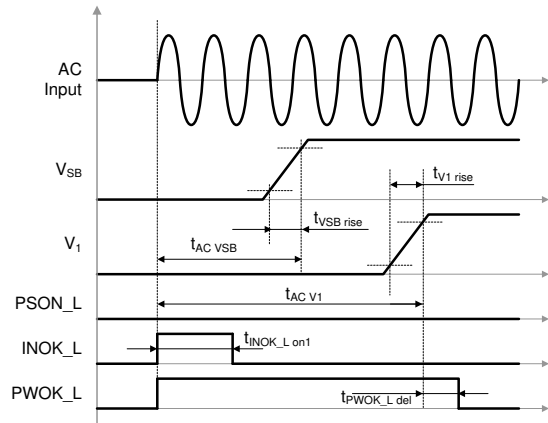 AC
Input
VSB
tV1 rise
tVSB rise
V1
tAC VSB
tAC V1
PSON_L
INOK_L
tINOK_L on1
PWOK_L
tPWOK_L del